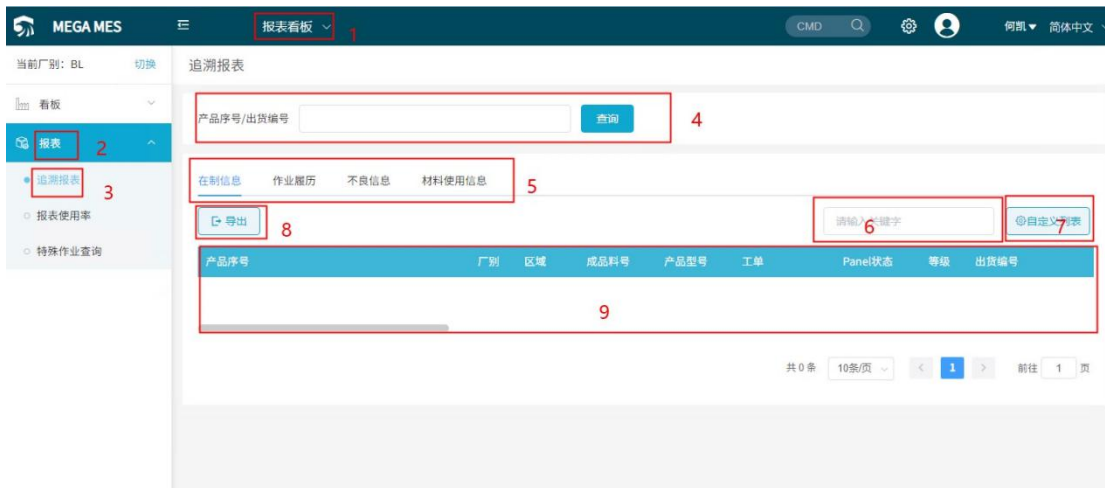 MEGA MES 报表看板 1 CMD 何凯 简体中文
当前厂别：BL 切换 追溯报表
看板
产品序号/出货编号 查询 4
报表 2
追溯报表 3
在制信息 作业履历 不良信息 材料使用信息 5
报表使用率
导出 8 请输入关键字 6 自定义列表 7
特殊作业查询
产品序号 厂别 区域 成品料号 产品型号 工单 Panel状态 等级 出货编号
9
共 0 条 10条/页 < 1 > 前往 1 页